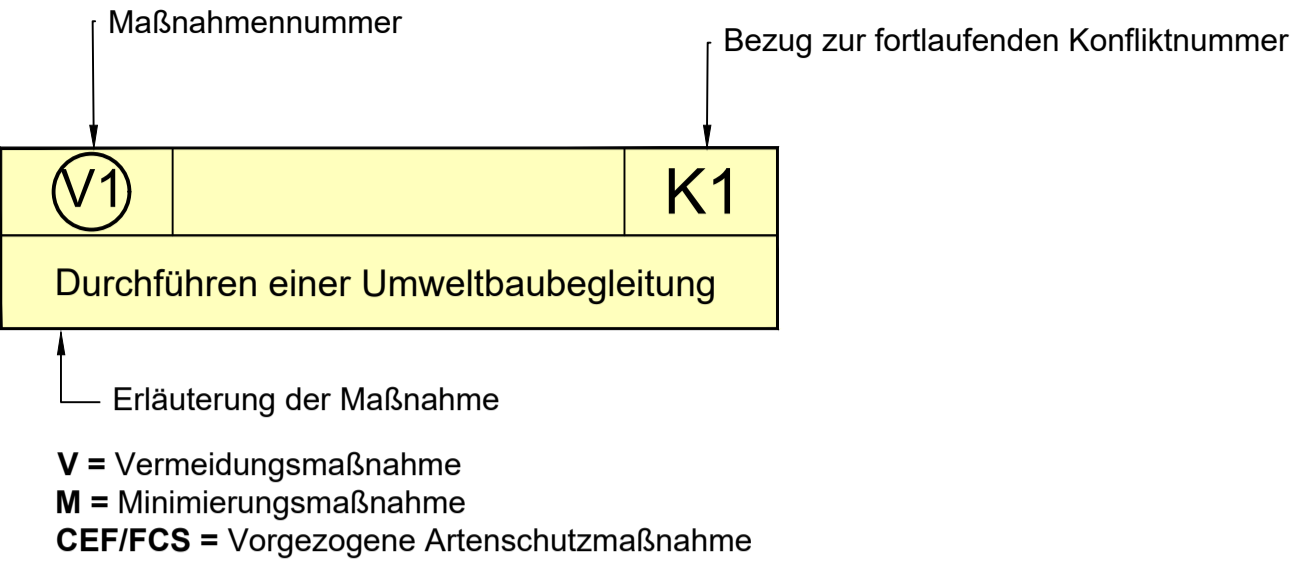 Maßnahmennummer
Bezug zur fortlaufenden Konfliktnummer
V1
K1
Durchführen einer Umweltbaubegleitung
Erläuterung der Maßnahme
V = Vermeidungsmaßnahme
M = Minimierungsmaßnahme
CEF/FCS = Vorgezogene Artenschutzmaßnahme